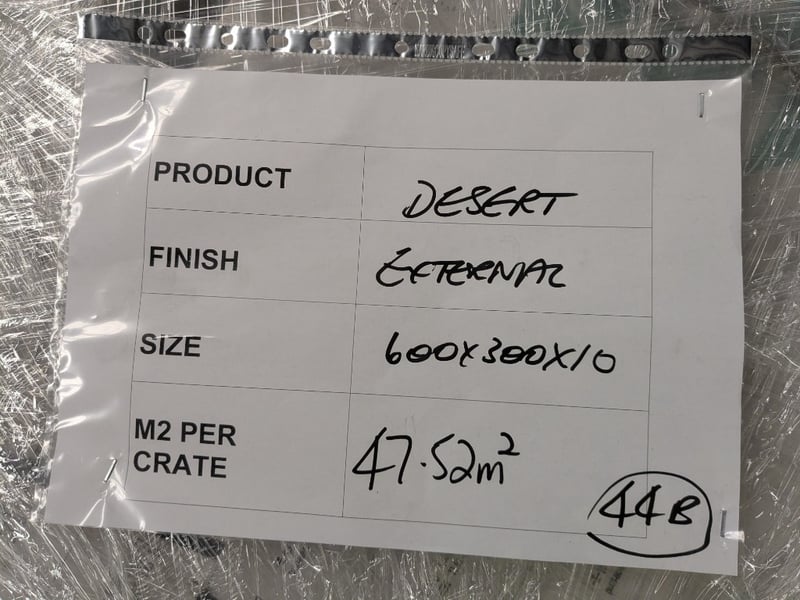 PRODUCT DESERT
FINISH EXTERNAL
SIZE 600X300X10
M2 PER
CRATE 47.52m²
44B